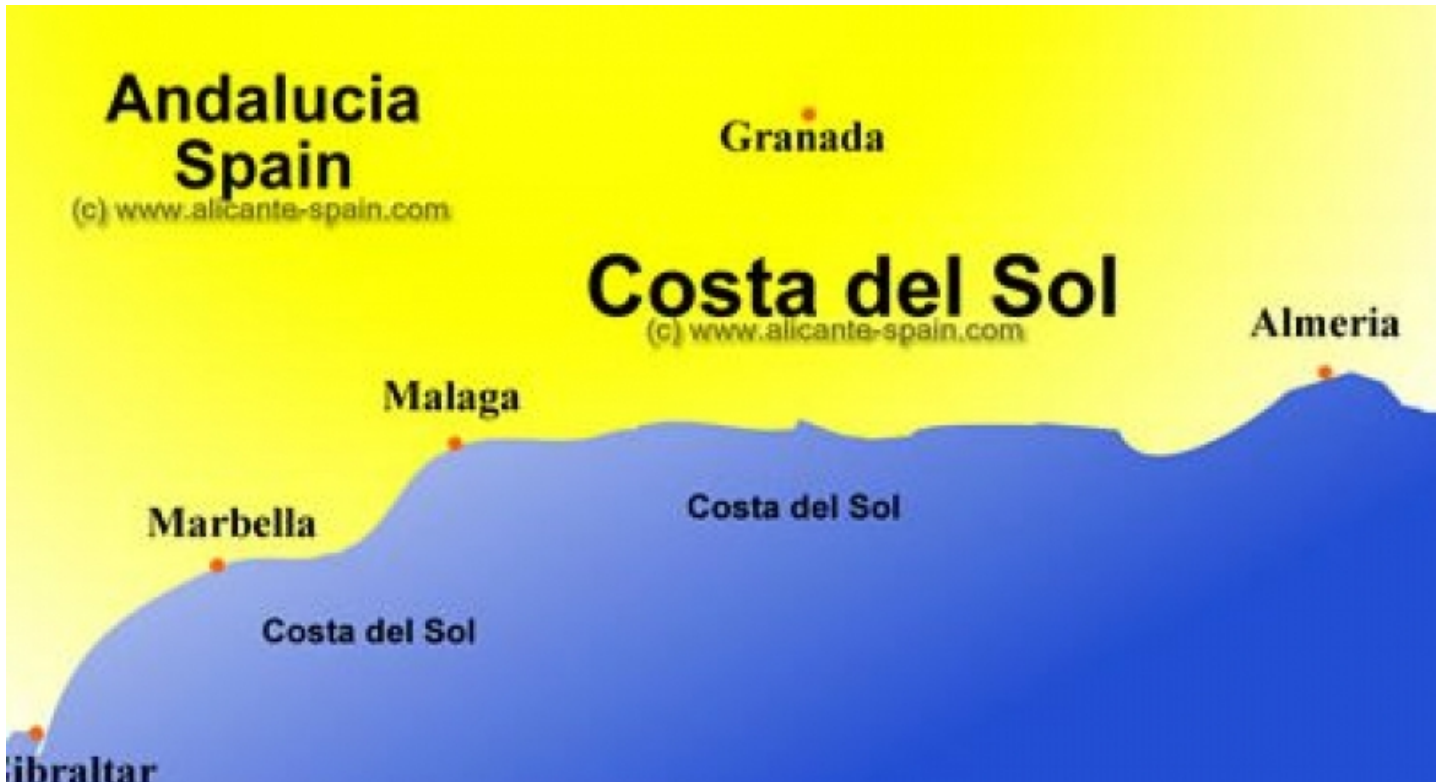 Andalucia
Spain
(c) www.alicante-spain.com
Granada
Costa del Sol
(c) www.alicante-spain.com
Almeria
Malaga
Costa del Sol
Marbella
Costa del Sol
ibraltar